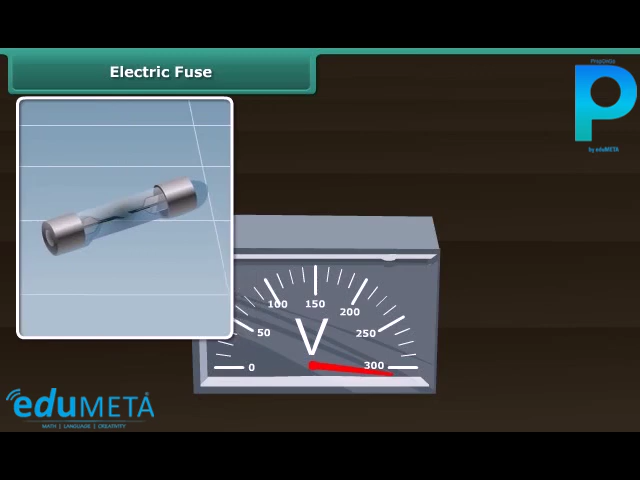 Electric Fuse
P
by eduMETA
0
50
100
150
200
250
300
V
eduMETA
MATH | LANGUAGE | CREATIVITY